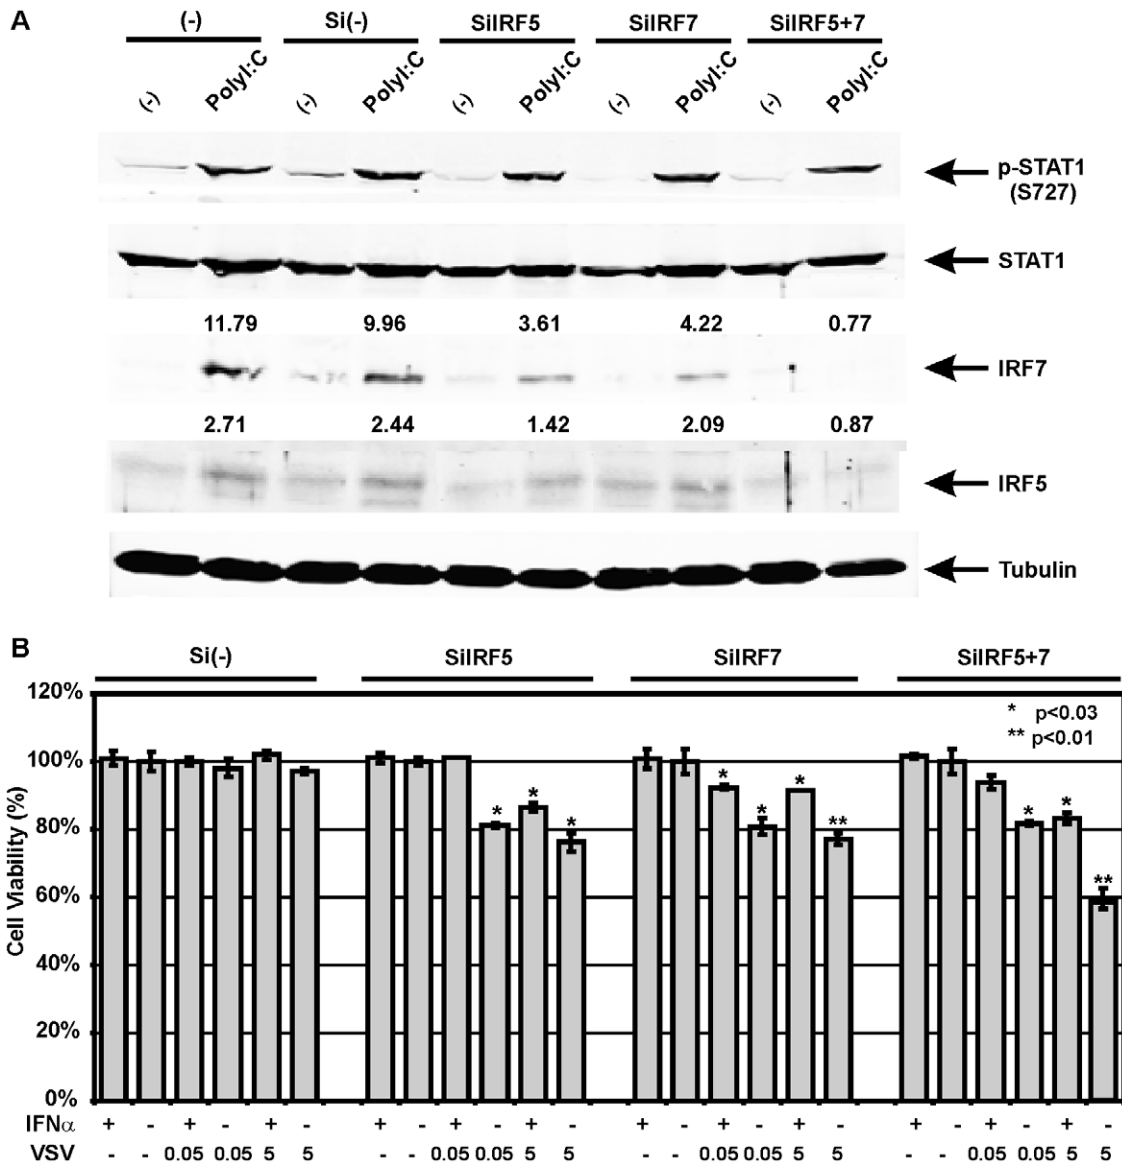 A
(-) Si(-) SiIRF5 SiIRF7 SiIRF5+7
(-) PolyI:C (-) PolyI:C (-) PolyI:C (-) PolyI:C (-) PolyI:C
p-STAT1
(S727)
STAT1
11.79 9.96 3.61 4.22 0.77
IRF7
2.71 2.44 1.42 2.09 0.87
IRF5
Tubulin
B
Si(-) SiIRF5 SiIRF7 SiIRF5+7
* p<0.03
** p<0.01
Cell Viability (%)
120%
100%
80%
60%
40%
20%
0%
* * *
* * * **
* * **
IFNα + - + - + - + - + - + - + - + - + - + - + - + -
VSV - - 0.05 0.05 5 5 - - 0.05 0.05 5 5 - - 0.05 0.05 5 5 - - 0.05 0.05 5 5